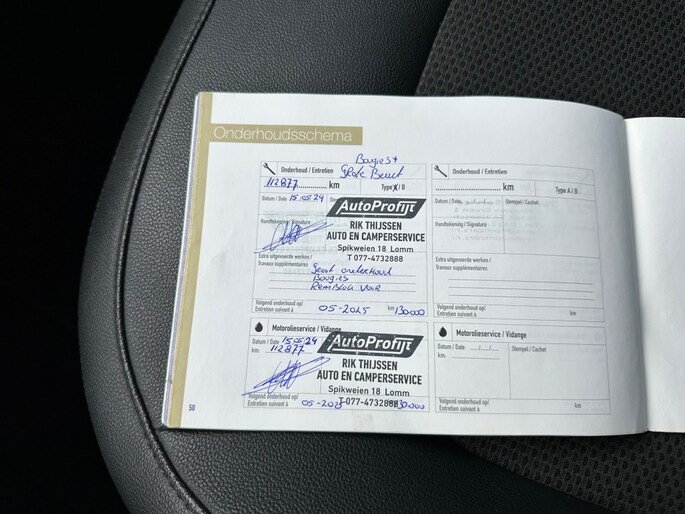 Onderhoudsschema
Bougies +
Grote Beurt
Onderhoud / Entretien
112877 km
Type X / B
Datum / Date 15.05.24
AutoProfijt
RIK THIJSSEN
AUTO EN CAMPERSERVICE
Spikweien 18 Lomm
T 077-4732888
Handtekening / Signature
Extra uitgevoerde werken /
Travaux supplémentaires
Groot onderhoud
Bougies
Remblok voor
Volgend onderhoud op/
Entretien suivant à
05-2025 km 130000
Motorolieservice / Vidange
Datum / Date 15.05.24
km. 112877
AutoProfijt
RIK THIJSSEN
AUTO EN CAMPERSERVICE
Spikweien 18 Lomm
T 077-4732888
Volgend onderhoud op/
Entretien suivant à
05-2025 130000
50
Onderhoud / Entretien
km
Type A / B
Datum / Date
Stempel / Cachet
Handtekening / Signature
Extra uitgevoerde werken /
Travaux supplémentaires
Volgend onderhoud op/
Entretien suivant à
km
Motorolieservice / Vidange
Datum / Date
Stempel / Cachet
km.
Volgend onderhoud op/
Entretien suivant à
km